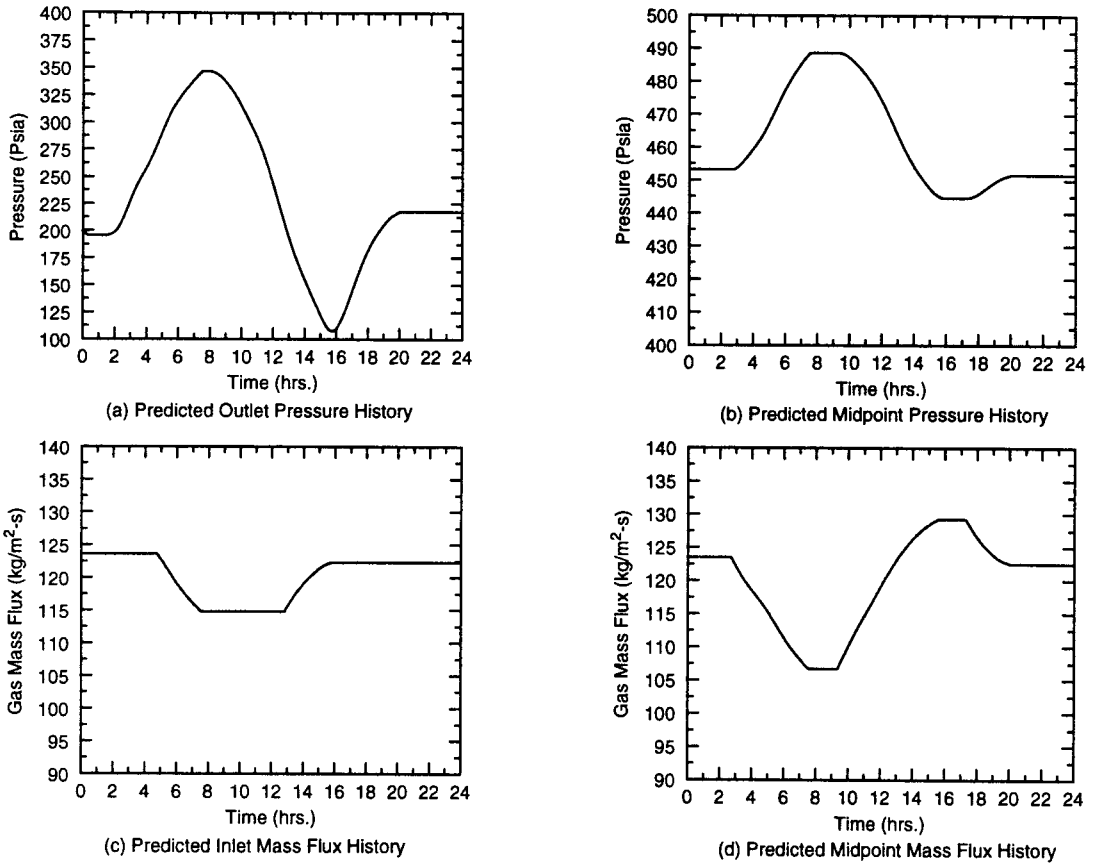 400
375
350
325
300
275
250
225
200
175
150
125
100
Pressure (Psia)
0 2 4 6 8 10 12 14 16 18 20 22 24
Time (hrs.)
(a) Predicted Outlet Pressure History
500
490
480
470
460
450
440
430
420
410
400
Pressure (Psia)
0 2 4 6 8 10 12 14 16 18 20 22 24
Time (hrs.)
(b) Predicted Midpoint Pressure History
140
135
130
125
120
115
110
105
100
95
90
Gas Mass Flux (kg/m²-s)
0 2 4 6 8 10 12 14 16 18 20 22 24
Time (hrs.)
(c) Predicted Inlet Mass Flux History
140
135
130
125
120
115
110
105
100
95
90
Gas Mass Flux (kg/m²-s)
0 2 4 6 8 10 12 14 16 18 20 22 24
Time (hrs.)
(d) Predicted Midpoint Mass Flux History